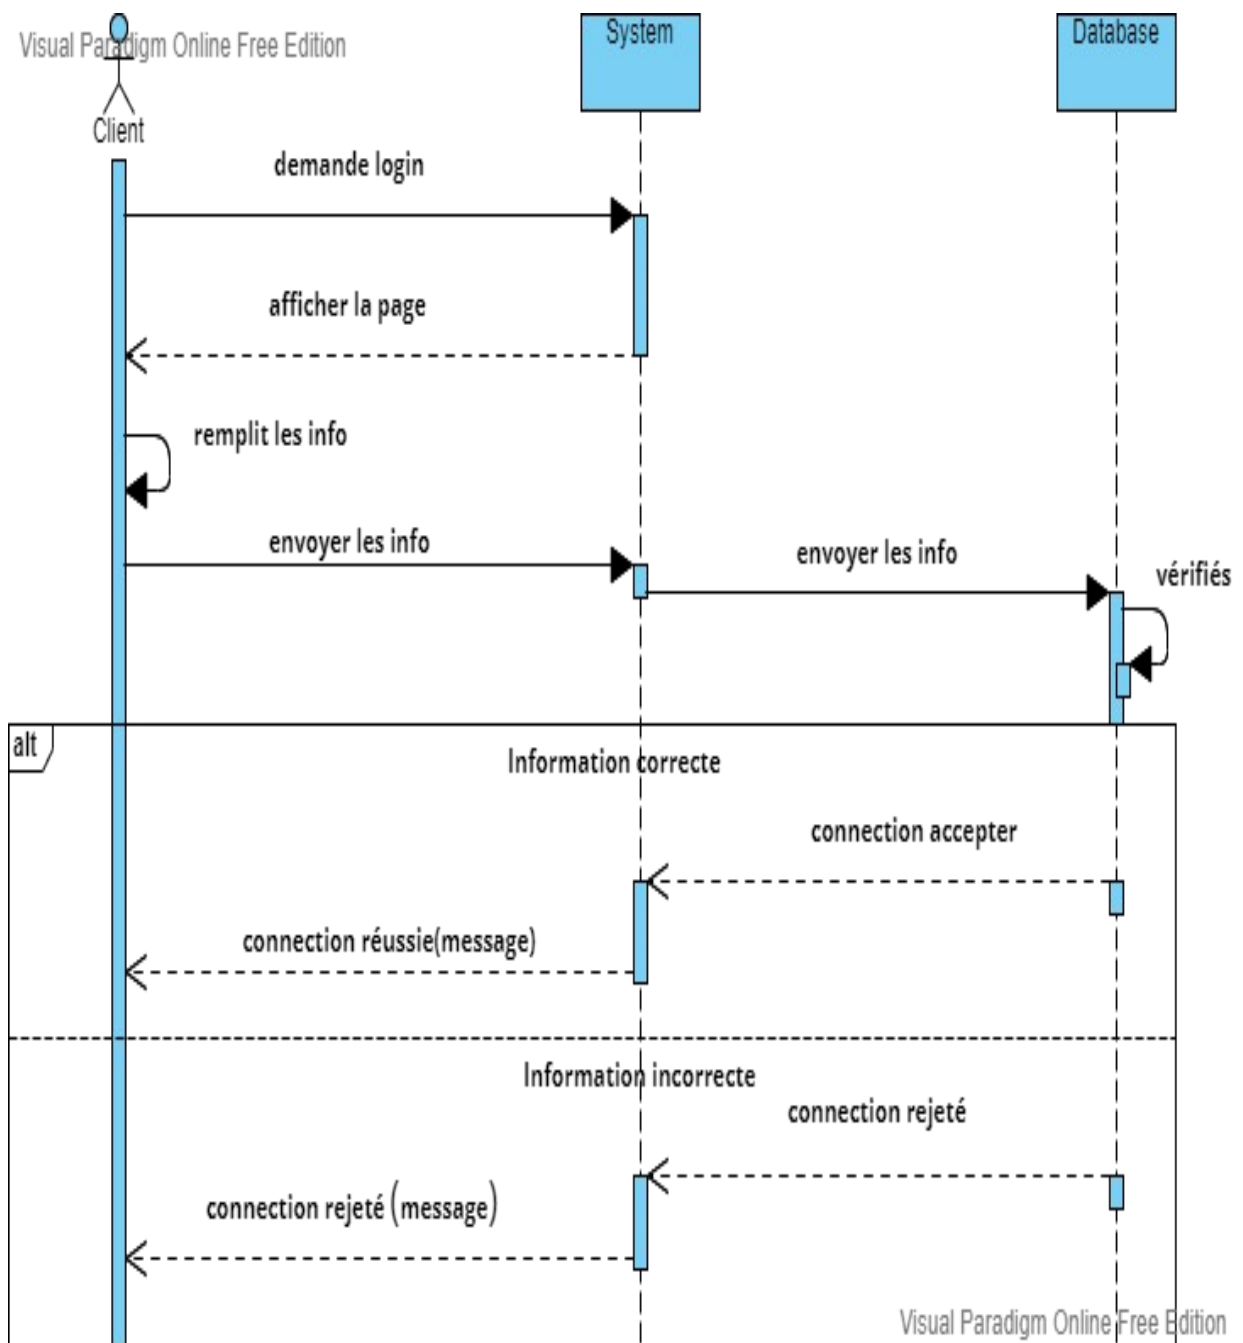 Visual Paradigm Online Free Edition
System
Database
Client
demande login
afficher la page
remplit les info
envoyer les info
envoyer les info
vérifiés
alt
Information correcte
connection accepter
connection réussie(message)
Information incorrecte
connection rejeté
connection rejeté (message)
Visual Paradigm Online Free Edition